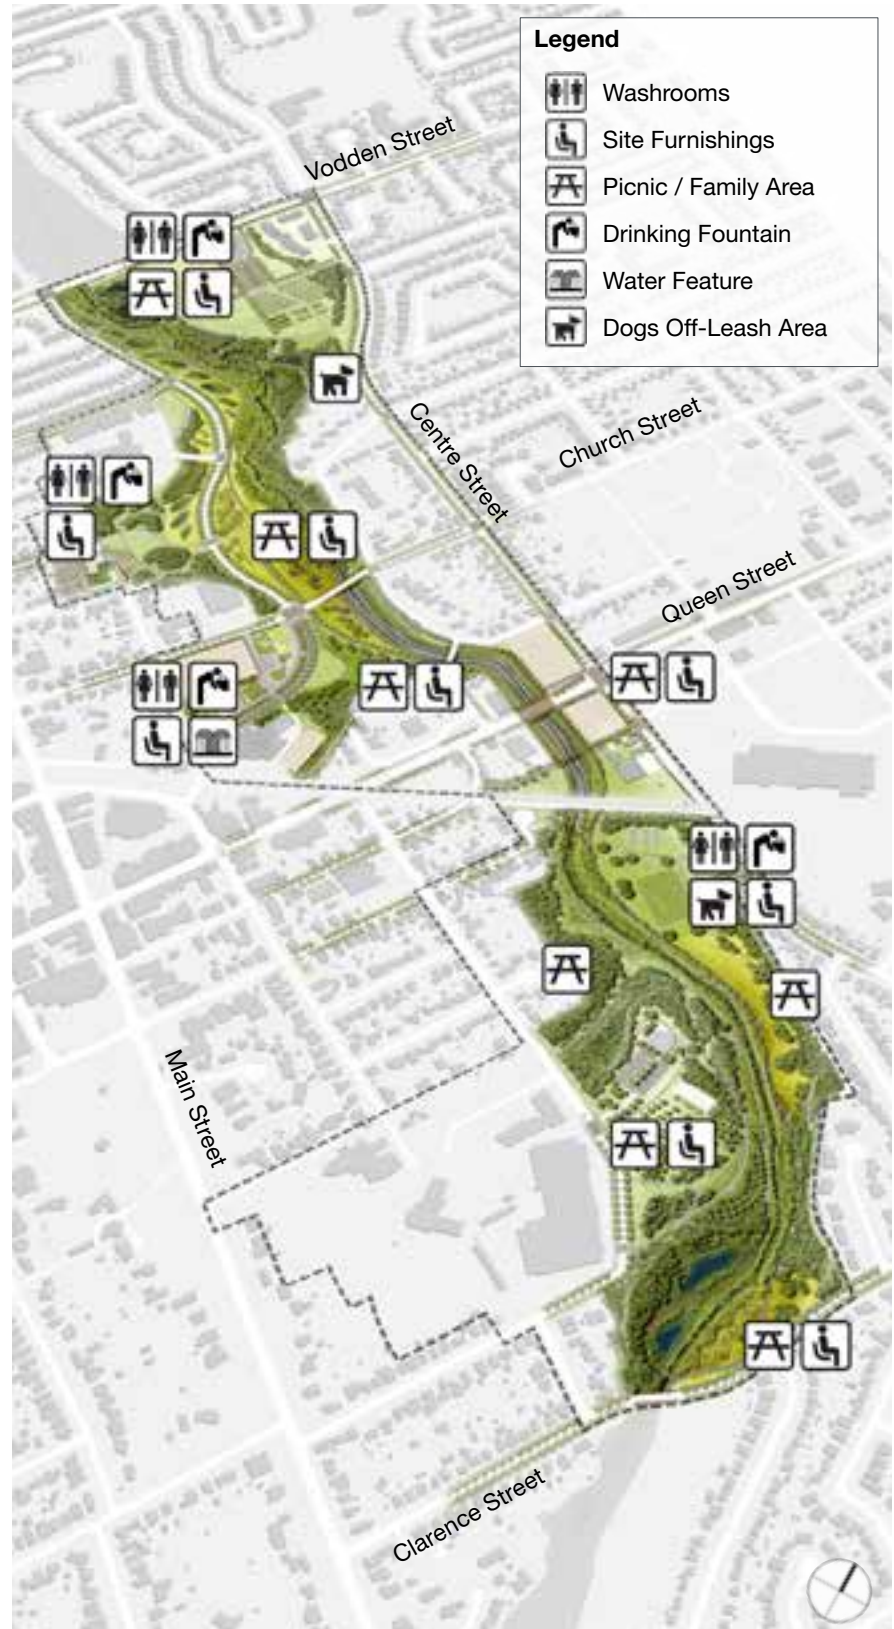 Legend
Washrooms
Site Furnishings
Picnic / Family Area
Drinking Fountain
Water Feature
Dogs Off-Leash Area
Vodden Street
Centre Street
Church Street
Queen Street
Main Street
Clarence Street